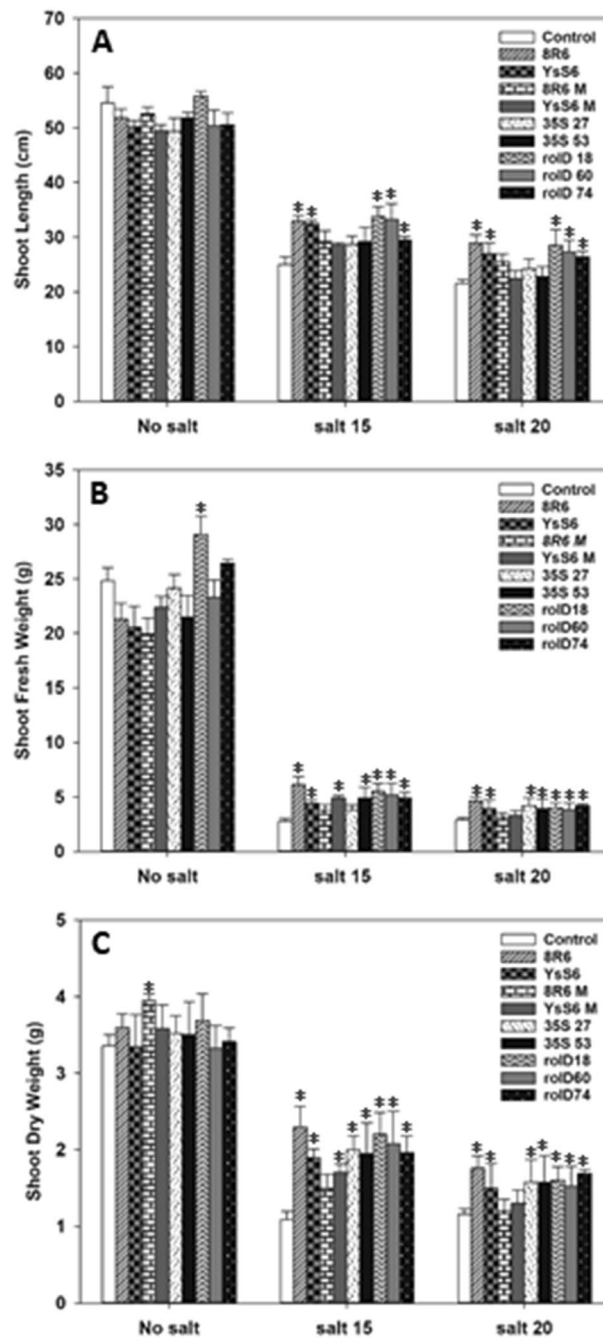 A
Shoot Length (cm)
70
60
50
40
30
20
10
0
Control
8R6
YsS6
8R6 M
YsS6 M
35S 27
35S 53
rolD 18
rolD 60
rolD 74
‡ ‡ ‡ ‡ ‡
‡ ‡ ‡ ‡ ‡
No salt salt 15 salt 20
B
Shoot Fresh Weight (g)
35
30
25
20
15
10
5
0
Control
8R6
YsS6
8R6 M
YsS6 M
35S 27
35S 53
rolD18
rolD60
rolD74
‡
‡ ‡ ‡ ‡ ‡ ‡ ‡
‡ ‡ ‡ ‡ ‡ ‡ ‡
No salt salt 15 salt 20
C
Shoot Dry Weight (g)
5
4
3
2
1
0
Control
8R6
YsS6
8R6 M
YsS6 M
35S 27
35S 53
rolD18
rolD60
rolD74
‡
‡ ‡ ‡ ‡ ‡ ‡ ‡ ‡
‡ ‡ ‡ ‡ ‡ ‡ ‡
No salt salt 15 salt 20